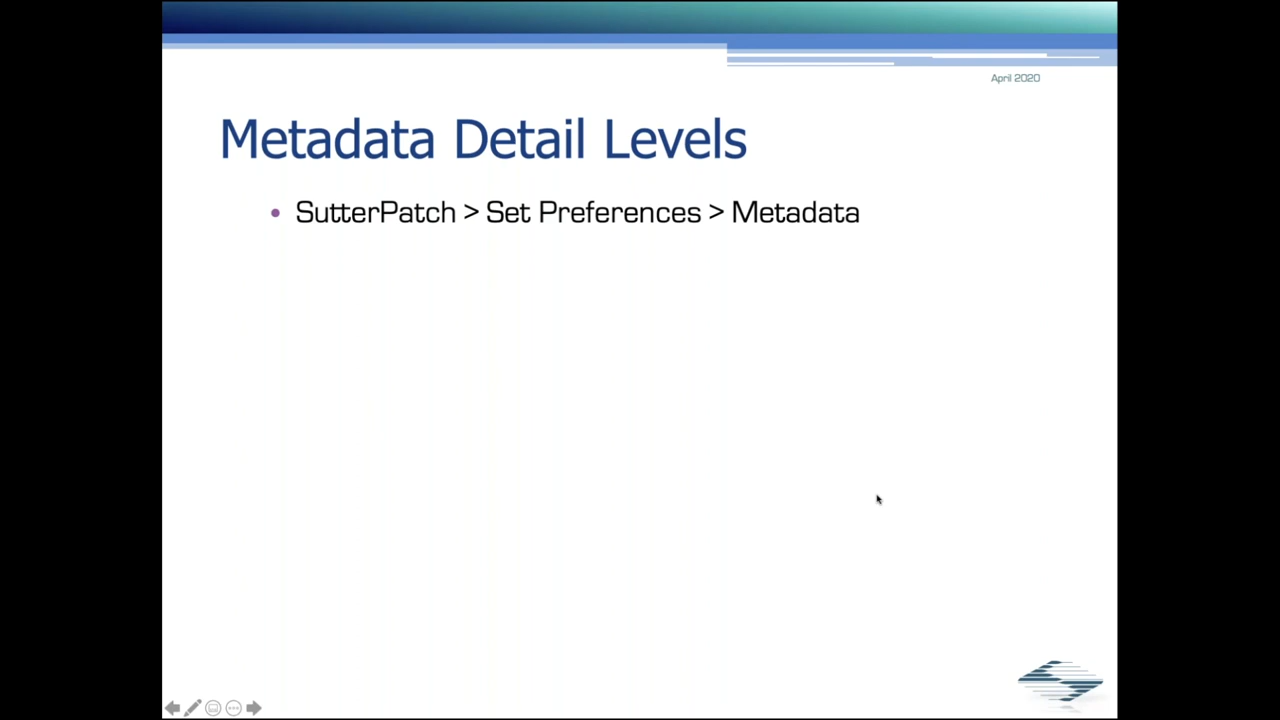 April 2020
Metadata Detail Levels
• SutterPatch > Set Preferences > Metadata